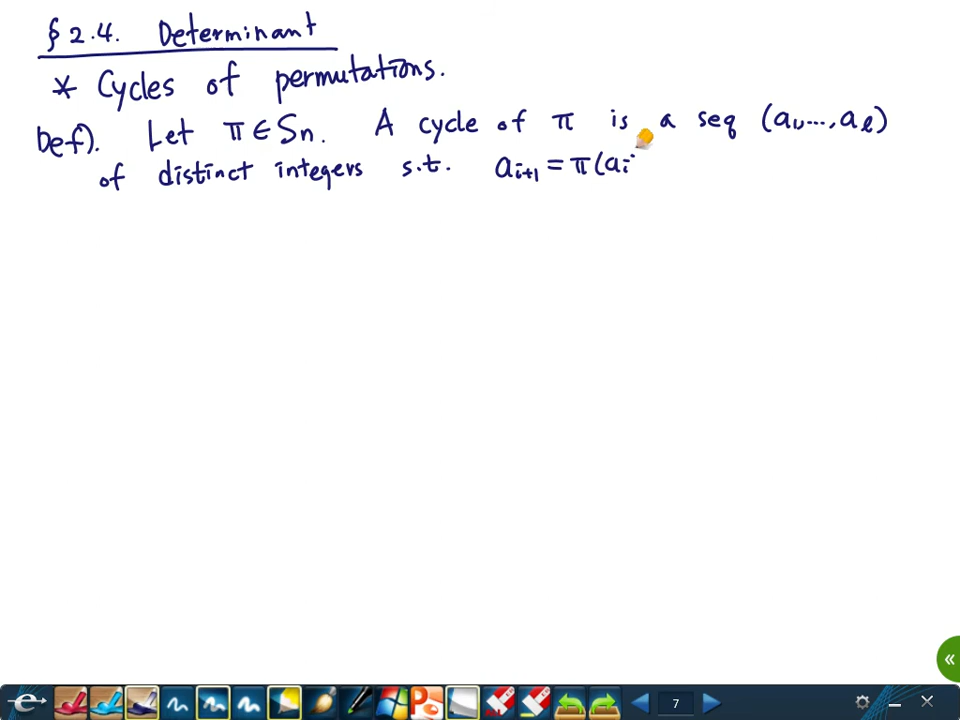 § 2.4. Determinant
* Cycles of permutations.
Def). Let π ∈ Sn. A cycle of π is a seq (a₁, ..., aℓ)
of distinct integers s.t. aᵢ₊₁ = π(aᵢ
7